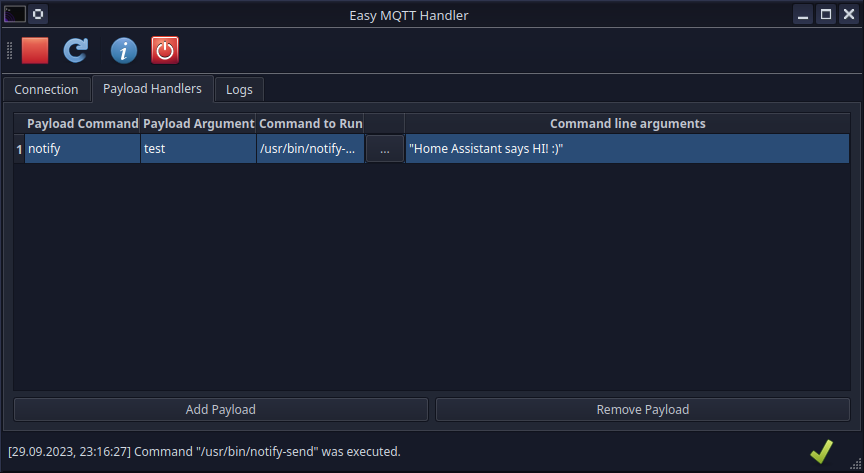 Easy MQTT Handler
Connection Payload Handlers Logs
Payload Command Payload Argument Command to Run Command line arguments
1 notify test /usr/bin/notify-... ... "Home Assistant says HI! :)"
Add Payload Remove Payload
[29.09.2023, 23:16:27] Command "/usr/bin/notify-send" was executed.